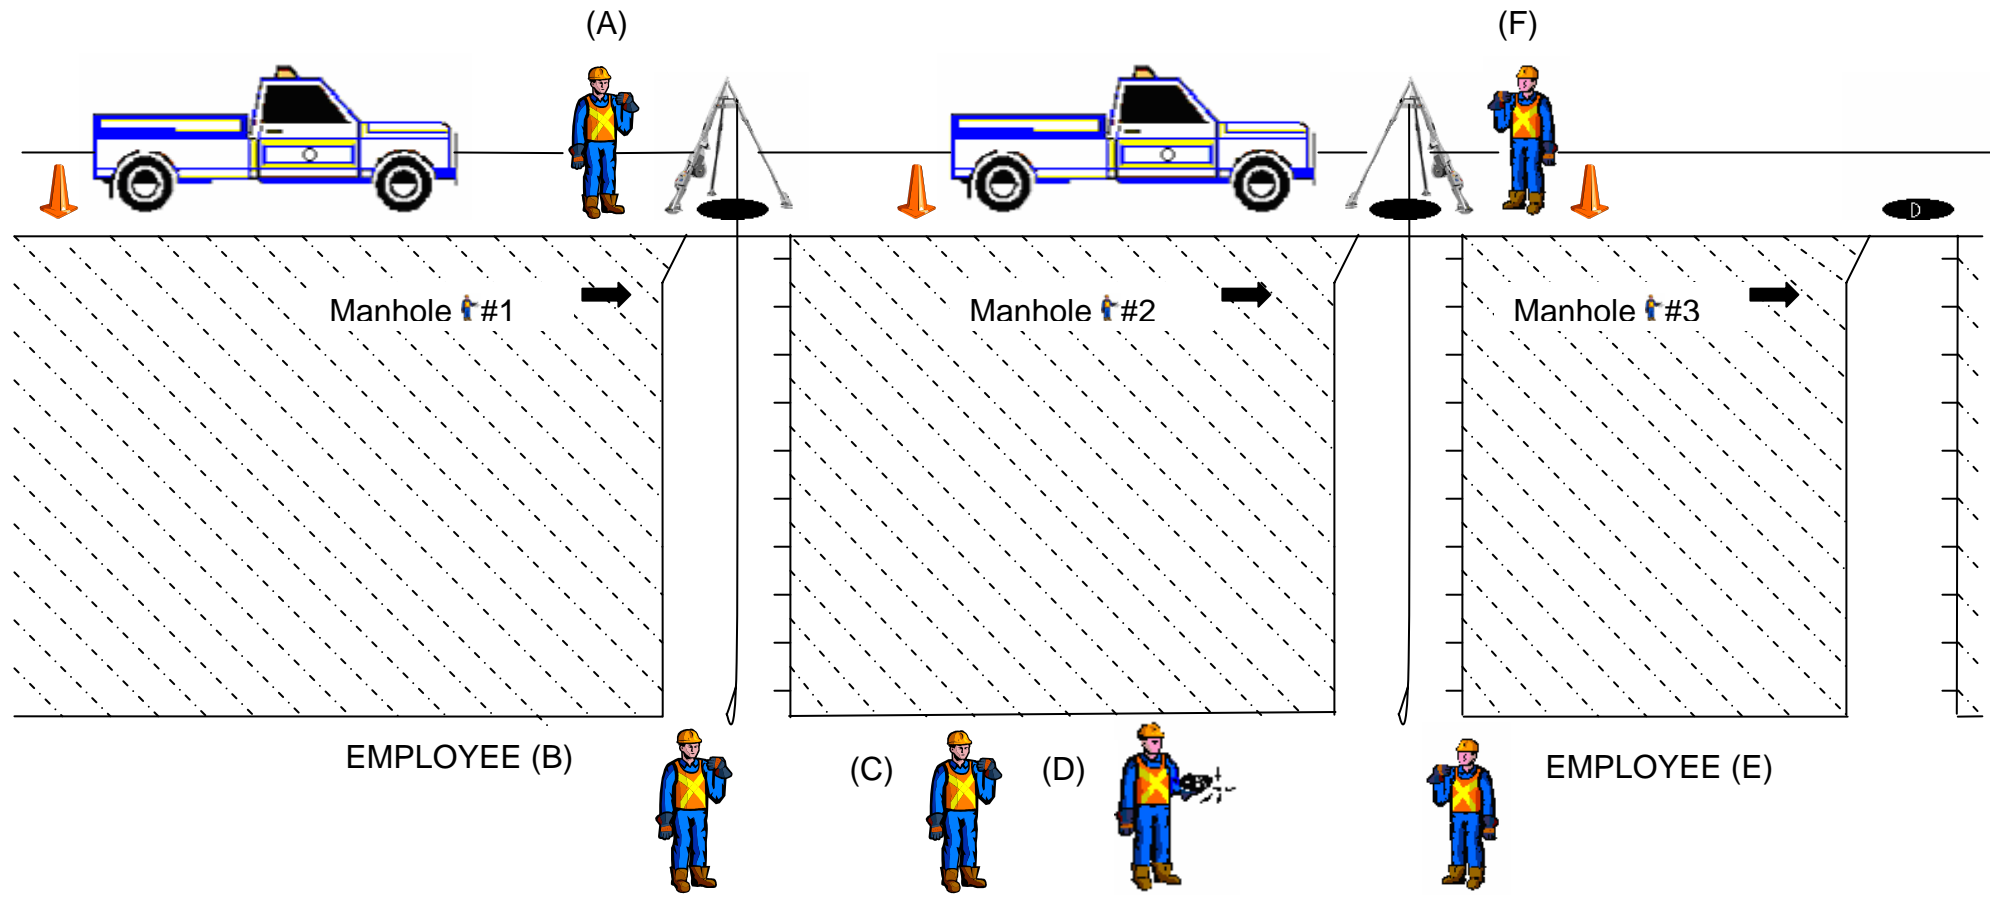 (A)
(F)
D
Manhole #1
Manhole #2
Manhole #3
EMPLOYEE (B)
(C)
(D)
EMPLOYEE (E)